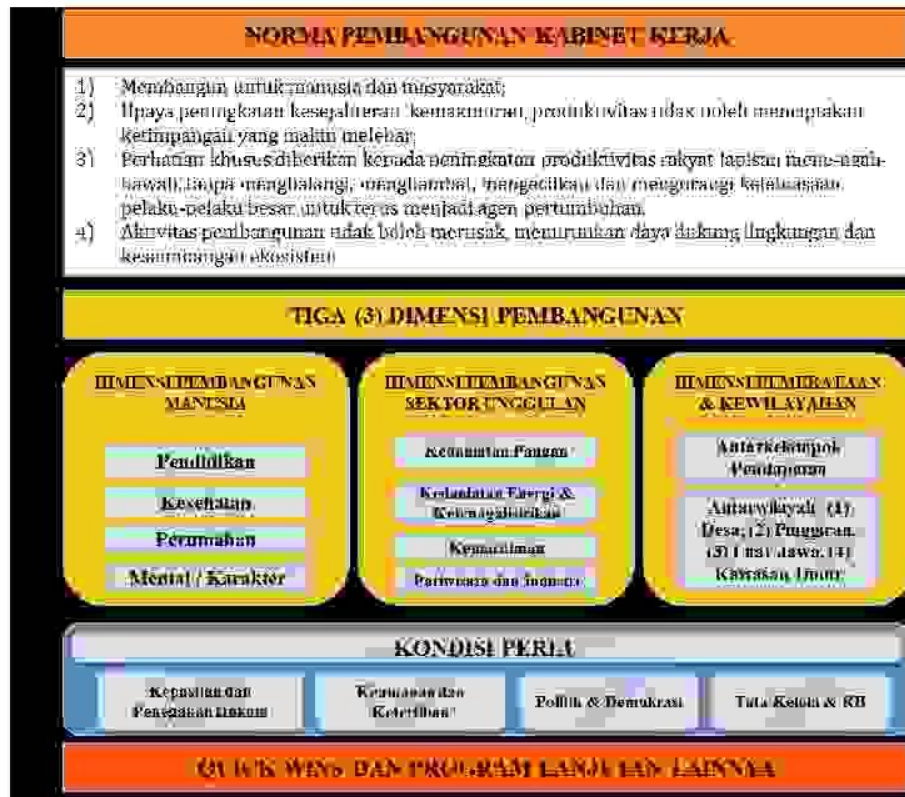 NORMA PEMBANGUNAN KABINET KERJA
1) Membangun untuk manusia dan masyarakat;
2) Upaya peningkatan kesejahteran, kemakmuran, produktivitas tidak boleh menciptakan
ketimpangan yang makin melebar;
3) Perhatian khusus diberikan kepada peningkatan produktivitas rakyat lapisan menengah-
bawah, tanpa menghalangi, menghambat, mengecilkan dan mengurangi keleluasaan
pelaku-pelaku besar untuk terus menjadi agen pertumbuhan.
4) Aktivitas pembangunan tidak boleh merusak, menurunkan daya dukung lingkungan dan
keseimbangan ekosistem
TIGA (3) DIMENSI PEMBANGUNAN
DIMENSI PEMBANGUNAN
MANUSIA
Pendidikan
Kesehatan
Perumahan
Mental / Karakter
DIMENSI PEMBANGUNAN
SEKTOR UNGGULAN
Kedaulatan Pangan
Kedaulatan Energi &
Ketenagalistrikan
Kemaritiman
Pariwisata dan Industri
DIMENSI PEMERATAAN
& KEWILAYAHAN
Antarkelompok
Pendapatan
Antarwilayah: (1)
Desa; (2) Pinggiran;
(3) Luar Jawa; (4)
Kawasan Timur
KONDISI PERLU
Kepastian dan
Penegakan Hukum
Keamanan dan
Ketertiban
Politik & Demokrasi
Tata Kelola & RB
QUICK WINS DAN PROGRAM LANJUTAN LAINNYA